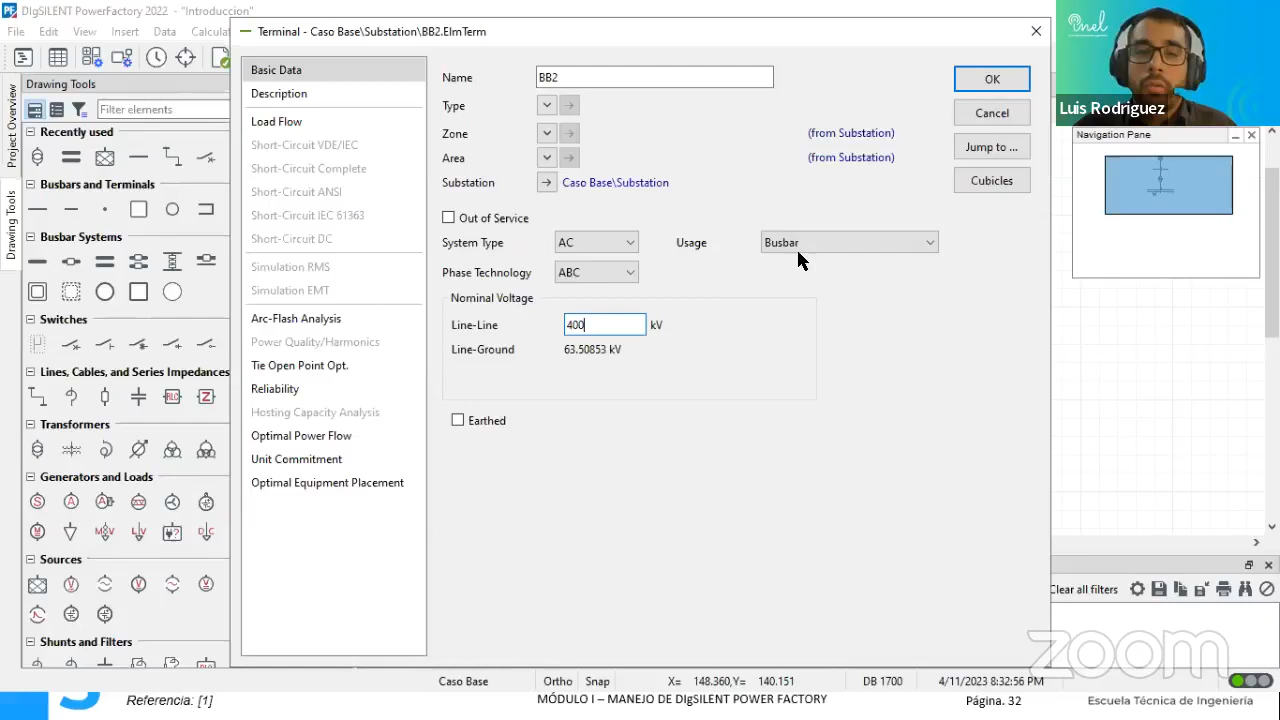 DIgSILENT PowerFactory 2022 - "Introduccion"
File Edit View Insert Data Calcula
Drawing Tools
Filter elements
Project Overview
Drawing Tools
Recently used
Busbars and Terminals
Busbar Systems
Switches
Lines, Cables, and Series Impedances
Transformers
Generators and Loads
Sources
Shunts and Filters
Terminal - Caso Base\Substation\BB2.ElmTerm
Basic Data
Description
Load Flow
Short-Circuit VDE/IEC
Short-Circuit Complete
Short-Circuit ANSI
Short-Circuit IEC 61363
Short-Circuit DC
Simulation RMS
Simulation EMT
Arc-Flash Analysis
Power Quality/Harmonics
Tie Open Point Opt.
Reliability
Hosting Capacity Analysis
Optimal Power Flow
Unit Commitment
Optimal Equipment Placement
Name BB2
Type
Zone (from Substation)
Area (from Substation)
Substation Caso Base\Substation
Out of Service
System Type AC Usage Busbar
Phase Technology ABC
Nominal Voltage
Line-Line 400 kV
Line-Ground 63.50853 kV
Earthed
OK
Cancel
Jump to ...
Cubicles
inel
Luis Rodriguez
Navigation Pane
Clear all filters
zoom
Caso Base Ortho Snap X= 148.360,Y= 140.151 DB 1700 4/11/2023 8:32:56 PM
Referencia: [1] MÓDULO I – MANEJO DE DIgSILENT POWER FACTORY Página. 32 Escuela Técnica de Ingeniería